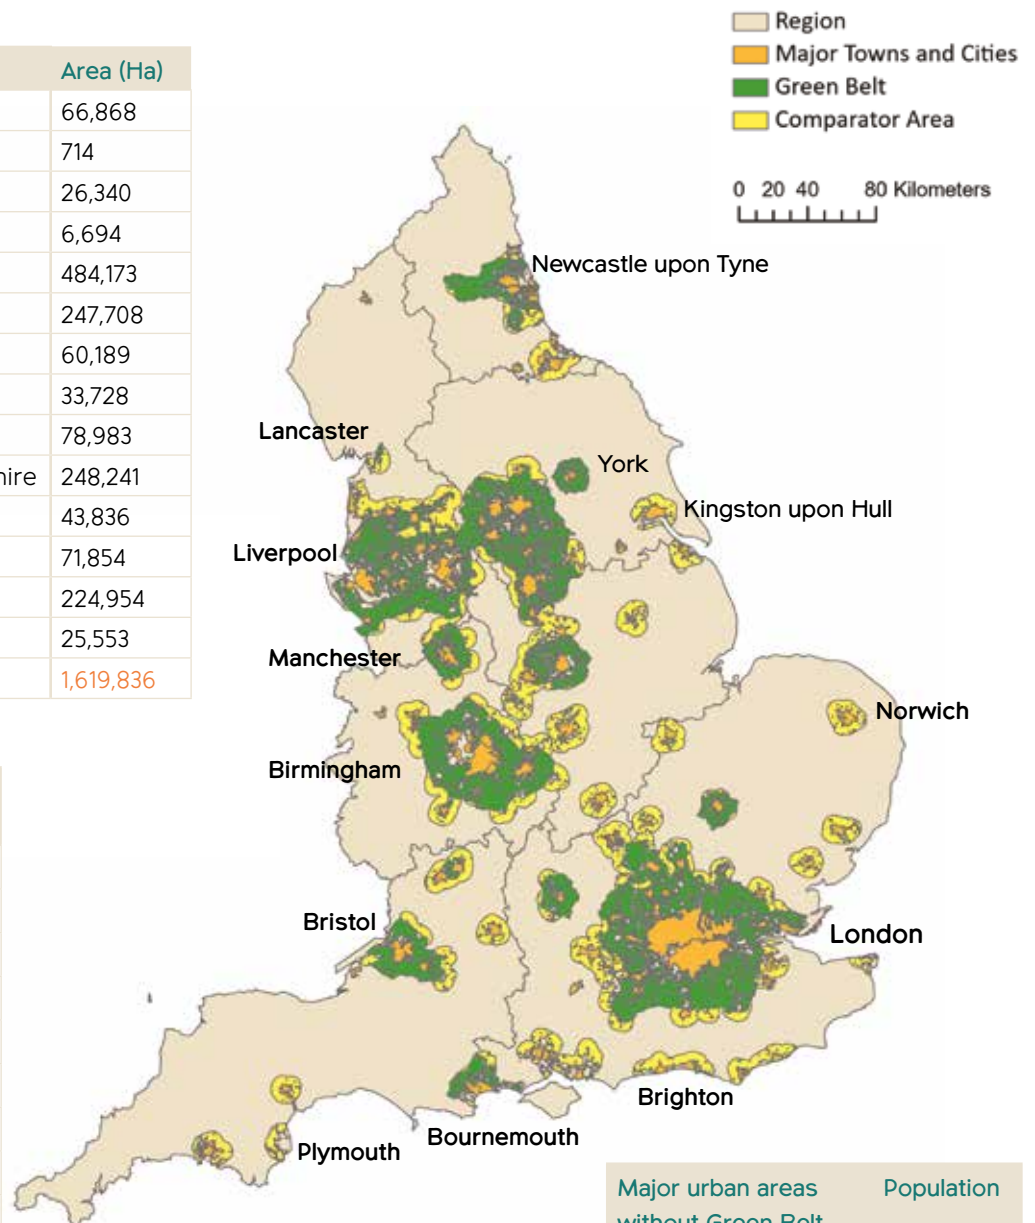 Region
Major Towns and Cities
Green Belt
Comparator Area
0 20 40 80 Kilometers
Area (Ha)
66,868
714
26,340
6,694
484,173
247,708
60,189
33,728
78,983
248,241
43,836
71,854
224,954
25,553
1,619,836
Newcastle upon Tyne
Lancaster
York
Kingston upon Hull
Liverpool
Manchester
Norwich
Birmingham
Bristol
London
Brighton
Bournemouth
Plymouth
Major urban areas Population
without Green Belt